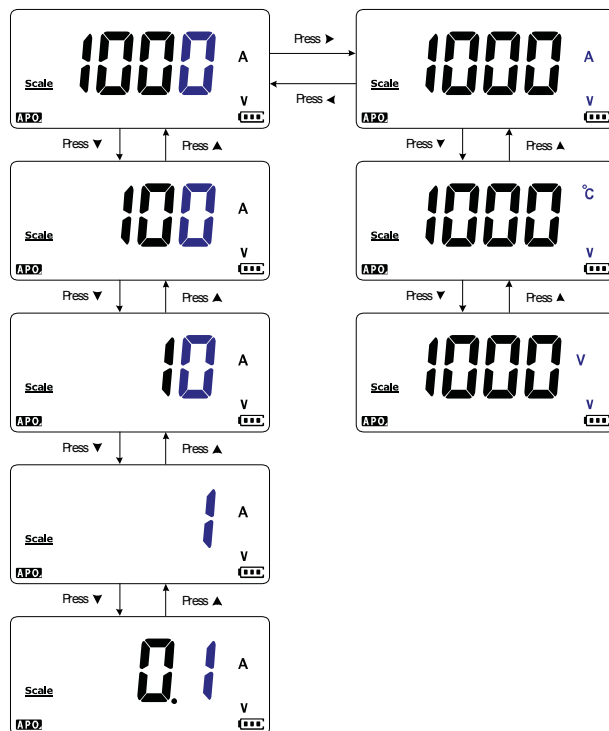 1000 A Press ► 1000 A
Scale Press ◄ Scale
V V
APO APO
Press ▼ Press ▲ Press ▼ Press ▲
100 A 1000 °C
Scale Scale
V V
APO APO
Press ▼ Press ▲ Press ▼ Press ▲
10 A 1000 V
Scale Scale
V V
APO APO
Press ▼ Press ▲
1 A
Scale
V
APO
Press ▼ Press ▲
0.1 A
Scale
V
APO